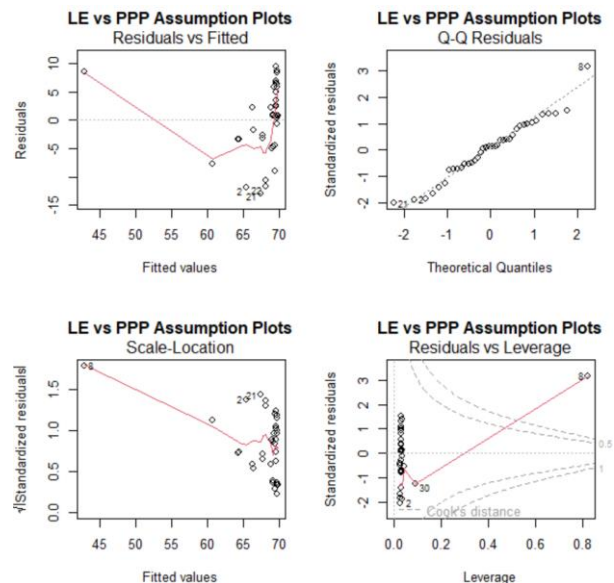 LE vs PPP Assumption Plots
Residuals vs Fitted
Residuals
5
-5
-15
2
21
22
45 50 55 60 65 70
Fitted values
LE vs PPP Assumption Plots
Q-Q Residuals
Standardized residuals
3
2
1
0
-1
-2
8
21
2
-2 -1 0 1 2
Theoretical Quantiles
LE vs PPP Assumption Plots
Scale-Location
√|Standardized residuals|
1.5
1.0
0.5
0.0
8
2
21
45 50 55 60 65 70
Fitted values
LE vs PPP Assumption Plots
Residuals vs Leverage
Standardized residuals
3
2
1
0
-1
-2
8
30
2
0.5
1
Cook's distance
0.0 0.2 0.4 0.6 0.8
Leverage